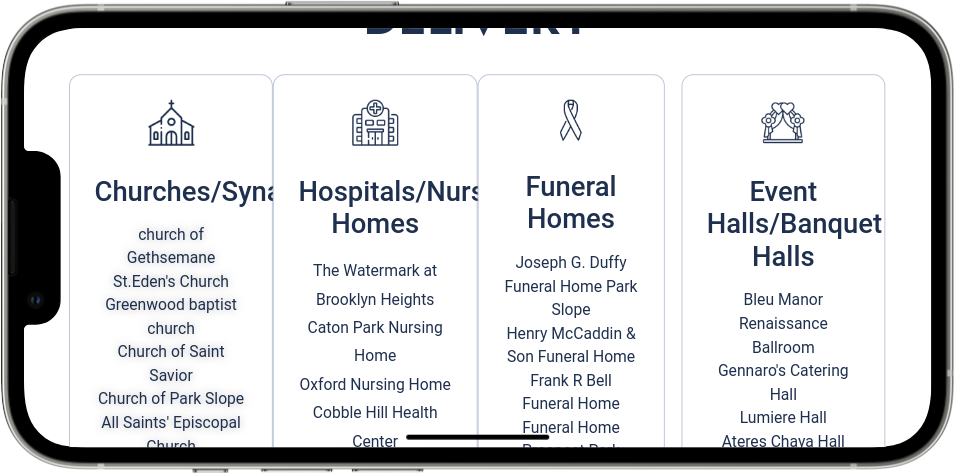 DELIVERY
Churches/Syna
church of
Gethsemane
St.Eden's Church
Greenwood baptist
church
Church of Saint
Savior
Church of Park Slope
All Saints' Episcopal
Church
Hospitals/Nurs
Homes
The Watermark at
Brooklyn Heights
Caton Park Nursing
Home
Oxford Nursing Home
Cobble Hill Health
Center
Funeral
Homes
Joseph G. Duffy
Funeral Home Park
Slope
Henry McCaddin &
Son Funeral Home
Frank R Bell
Funeral Home
Funeral Home
Event
Halls/Banquet
Halls
Bleu Manor
Renaissance
Ballroom
Gennaro's Catering
Hall
Lumiere Hall
Ateres Chaya Hall